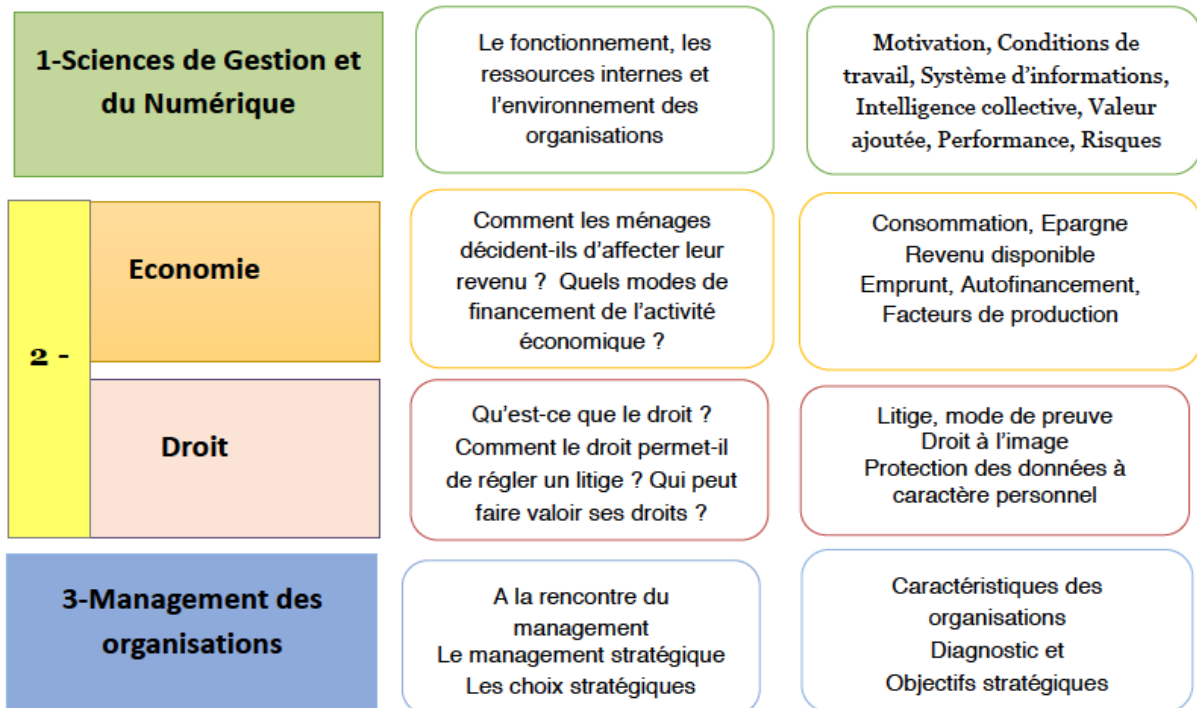 1-Sciences de Gestion et
du Numérique
Le fonctionnement, les
ressources internes et
l'environnement des
organisations
Motivation, Conditions de
travail, Système d'informations,
Intelligence collective, Valeur
ajoutée, Performance, Risques
2 -
Economie
Comment les ménages
décident-ils d'affecter leur
revenu ? Quels modes de
financement de l'activité
économique ?
Consommation, Epargne
Revenu disponible
Emprunt, Autofinancement,
Facteurs de production
Droit
Qu'est-ce que le droit ?
Comment le droit permet-il
de régler un litige ? Qui peut
faire valoir ses droits ?
Litige, mode de preuve
Droit à l'image
Protection des données à
caractère personnel
3-Management des
organisations
A la rencontre du
management
Le management stratégique
Les choix stratégiques
Caractéristiques des
organisations
Diagnostic et
Objectifs stratégiques